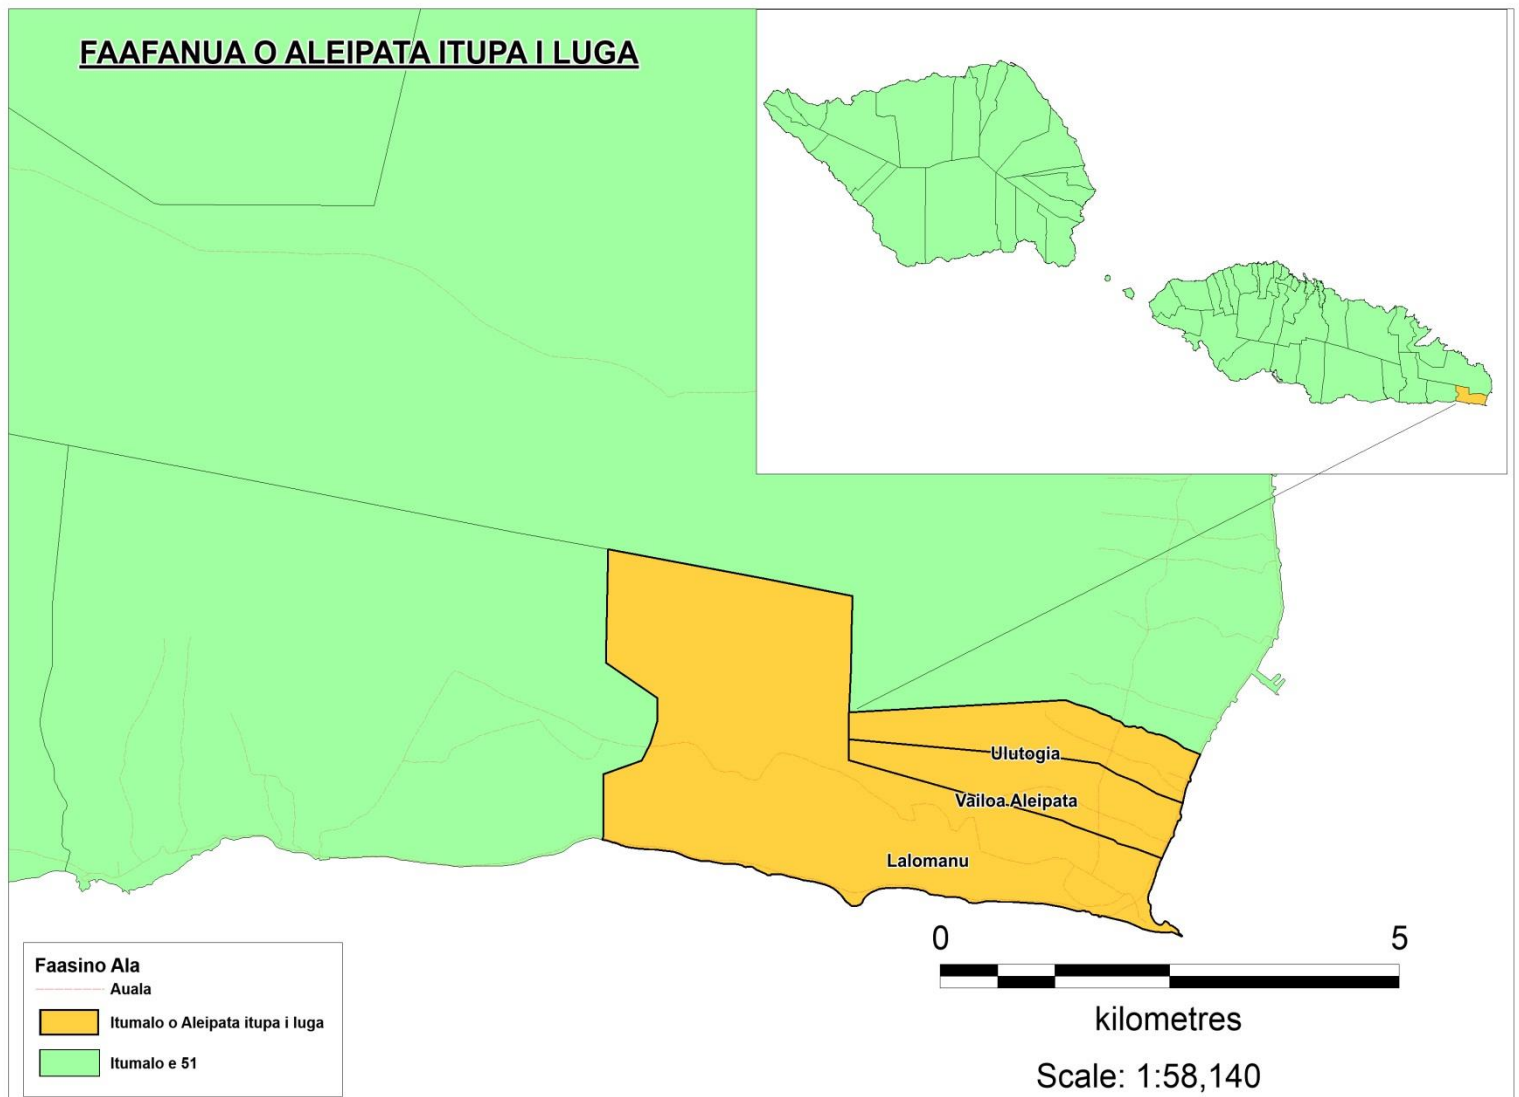 FAAFANUA O ALEIPATA ITUPA I LUGA
Ulutogia
Vailoa Aleipata
Lalomanu
0 5
kilometres
Scale: 1:58,140
Faasino Ala
Auala
Itumalo o Aleipata itupa i luga
Itumalo e 51